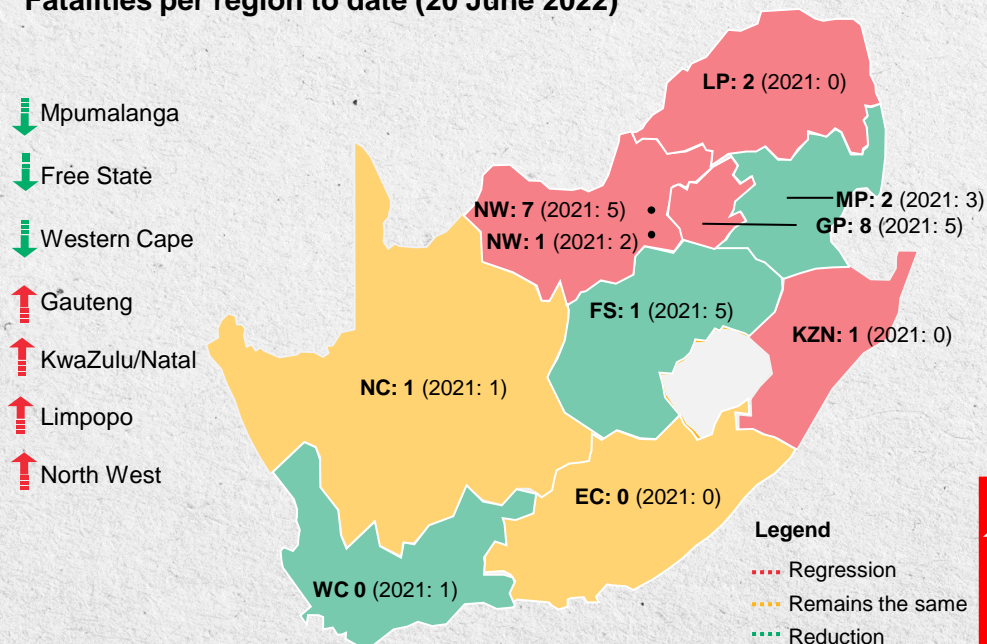 Fatalities per region to date (20 June 2022)
Mpumalanga
Free State
Western Cape
Gauteng
KwaZulu/Natal
Limpopo
North West
LP: 2 (2021: 0)
NW: 7 (2021: 5)
NW: 1 (2021: 2)
MP: 2 (2021: 3)
GP: 8 (2021: 5)
FS: 1 (2021: 5)
KZN: 1 (2021: 0)
NC: 1 (2021: 1)
EC: 0 (2021: 0)
WC 0 (2021: 1)
Legend
Regression
Remains the same
Reduction